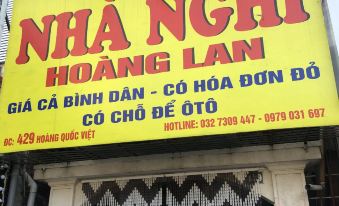 NHÀ NGHỈ
HOÀNG LAN
GIÁ CẢ BÌNH DÂN - CÓ HÓA ĐƠN ĐỎ
CÓ CHỖ ĐỂ ÔTÔ
ĐC: 429 HOÀNG QUỐC VIỆT
HOTLINE: 032 7309 447 - 0979 031 697